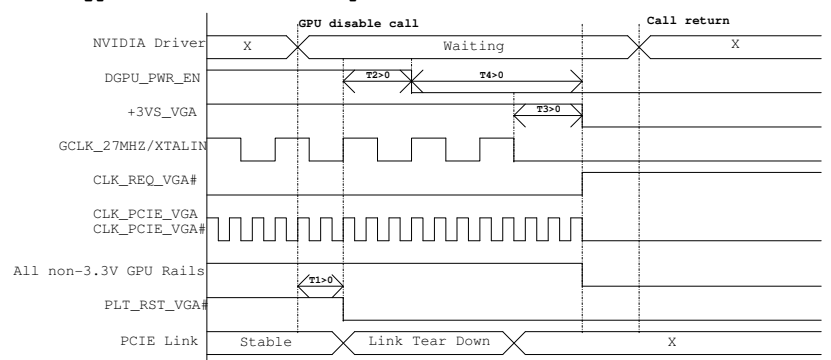 GPU disable call
Call return
NVIDIA Driver X Waiting X
DGPU_PWR_EN T2>0 T4>0
+3VS_VGA T3>0
GCLK_27MHZ/XTALIN
CLK_REQ_VGA#
CLK_PCIE_VGA
CLK_PCIE_VGA#
All non-3.3V GPU Rails
T1>0
PLT_RST_VGA#
PCIE Link Stable Link Tear Down X